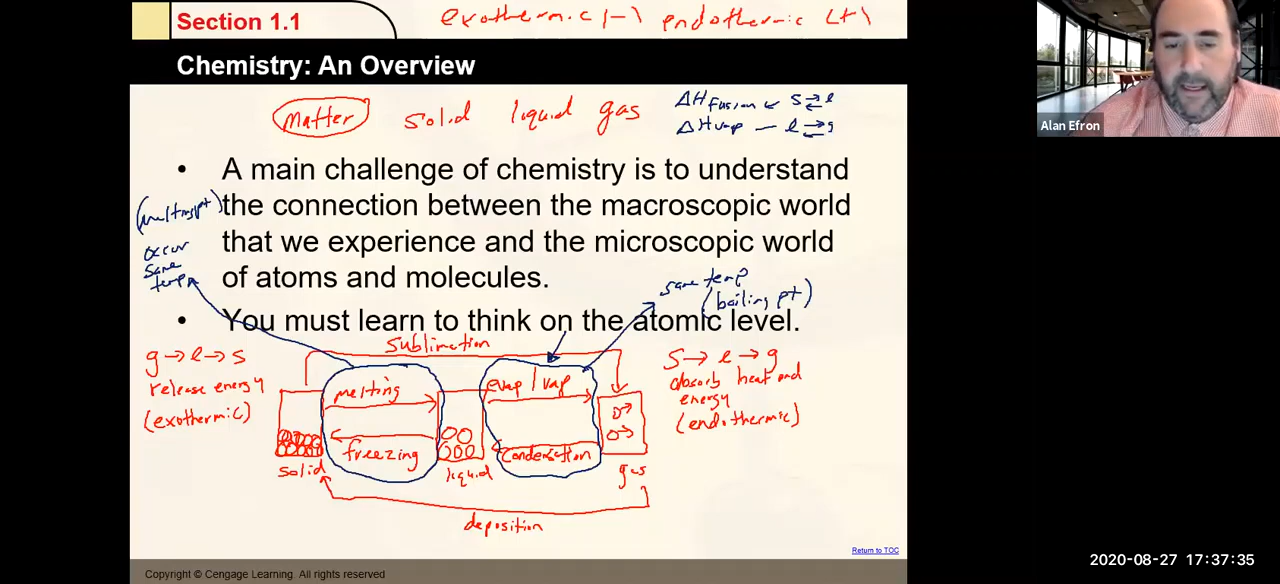 Section 1.1
exothermic (-) endothermic (+)
Chemistry: An Overview
Alan Efron
Matter solid liquid gas
ΔHfusion
S ⇄ l
ΔHvap — l ⇄ g
• A main challenge of chemistry is to understand
the connection between the macroscopic world
that we experience and the microscopic world
of atoms and molecules.
(melting pt)
occur
same
temp
same temp
(boiling pt)
• You must learn to think on the atomic level.
sublimation
g → l → s
release energy
(exothermic)
melting
freezing
evap / vap
condensation
S → l → g
absorb heat and
energy
(endothermic)
solid
liquid
gas
deposition
Return to TOC
2020-08-27 17:37:35
Copyright © Cengage Learning. All rights reserved